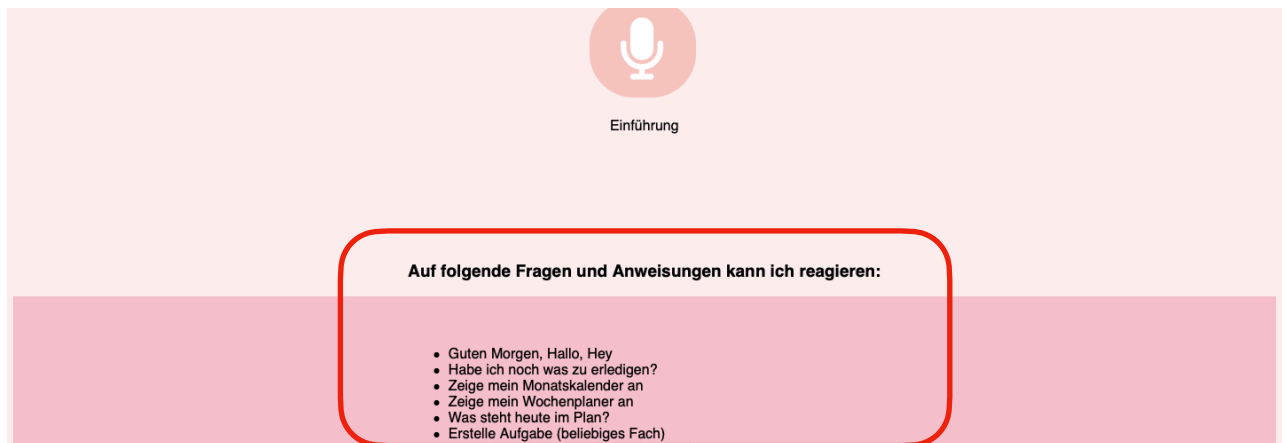 Einführung
Auf folgende Fragen und Anweisungen kann ich reagieren:
• Guten Morgen, Hallo, Hey
• Habe ich noch was zu erledigen?
• Zeige mein Monatskalender an
• Zeige mein Wochenplaner an
• Was steht heute im Plan?
• Erstelle Aufgabe (beliebiges Fach)